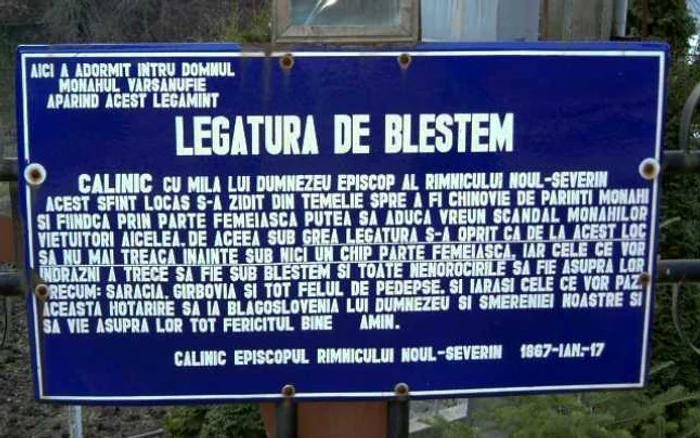 AICI A ADORMIT INTRU DOMNUL
MONAHUL VARSANUFIE
APARIND ACEST LEGAMINT
LEGATURA DE BLESTEM
CALINIC CU MILA LUI DUMNEZEU EPISCOP AL RIMNICULUI NOUL-SEVERIN
ACEST SFINT LOCAS S-A ZIDIT DIN TEMELIE SPRE A FI CHINOVIE DE PARINTI MONAHI
SI FIINDCA PRIN PARTE FEMEIASCA PUTEA SA ADUCA VREUN SCANDAL MONAHILOR
VIETUITORI AICELEA. DE ACEEA SUB GREA LEGATURA S-A OPRIT CA DE LA ACEST LOC
SA NU MAI TREACA INAINTE SUB NICI UN CHIP PARTE FEMEIASCA. IAR CELE CE VOR
INDRAZNI A TRECE SA FIE SUB BLESTEM SI TOATE NENOROCIRILE SA FIE ASUPRA LOR
PRECUM: SARACIA, GIRBOVIA SI TOT FELUL DE PEDEPSE. SI IARASI CELE CE VOR PAZI
ACEASTA HOTARIRE SA IA BLAGOSLOVENIA LUI DUMNEZEU SI SMERENIEI NOASTRE SI
SA VIE ASUPRA LOR TOT FERICITUL BINE AMIN.
CALINIC EPISCOPUL RIMNICULUI NOUL-SEVERIN 1867-IAN.-17